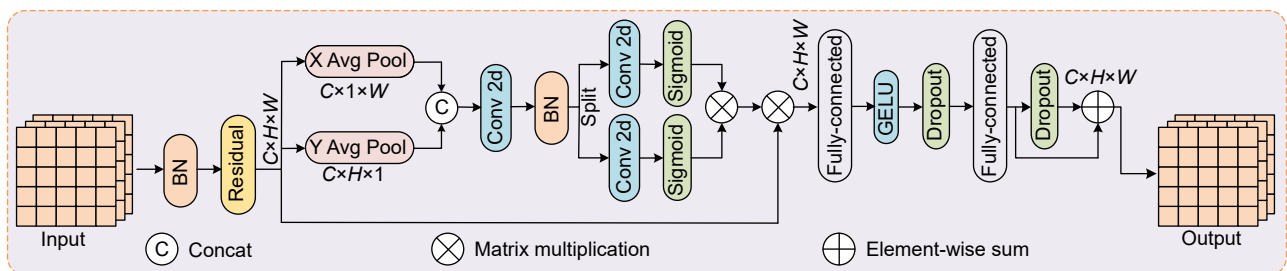 Input
BN
Residual
C×H×W
X Avg Pool
C×1×W
Y Avg Pool
C×H×1
C
Conv 2d
BN
Split
Conv 2d
Sigmoid
Conv 2d
Sigmoid
C×H×W
Fully-connected
GELU
Dropout
Fully-connected
Dropout
C×H×W
Output
C Concat
Matrix multiplication
Element-wise sum